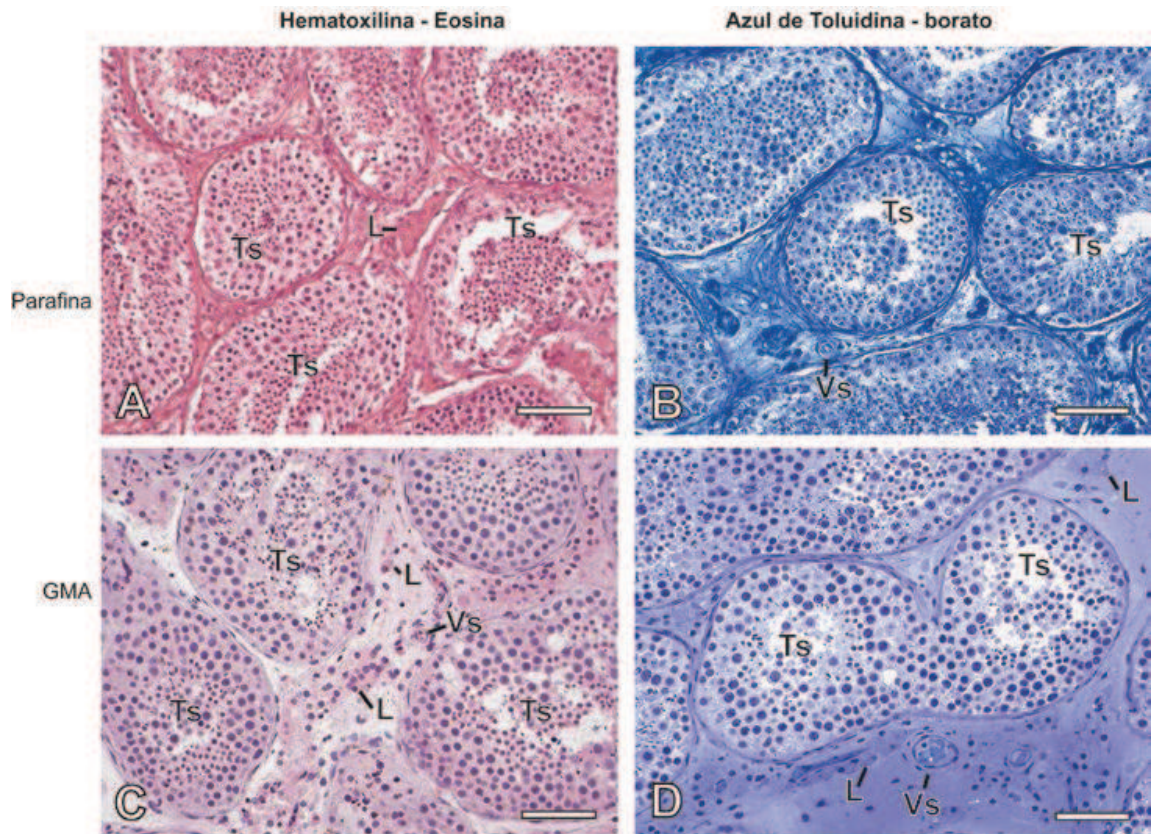 Hematoxilina - Eosina
Azul de Toluidina - borato
Parafina
Ts
L
Ts
Ts
A
Ts
Ts
Vs
B
GMA
Ts
L
Vs
Ts
L
C
L
Ts
Ts
L
Vs
D